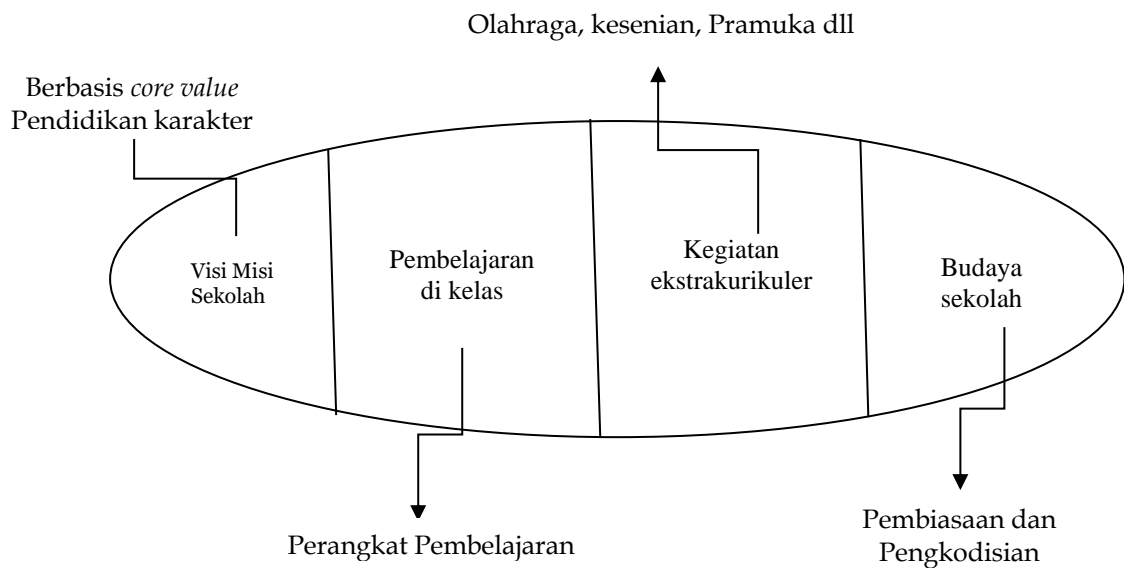 Olahraga, kesenian, Pramuka dll
Berbasis core value
Pendidikan karakter
Visi Misi
Sekolah
Pembelajaran
di kelas
Kegiatan
ekstrakurikuler
Budaya
sekolah
Perangkat Pembelajaran
Pembiasaan dan
Pengkodisian